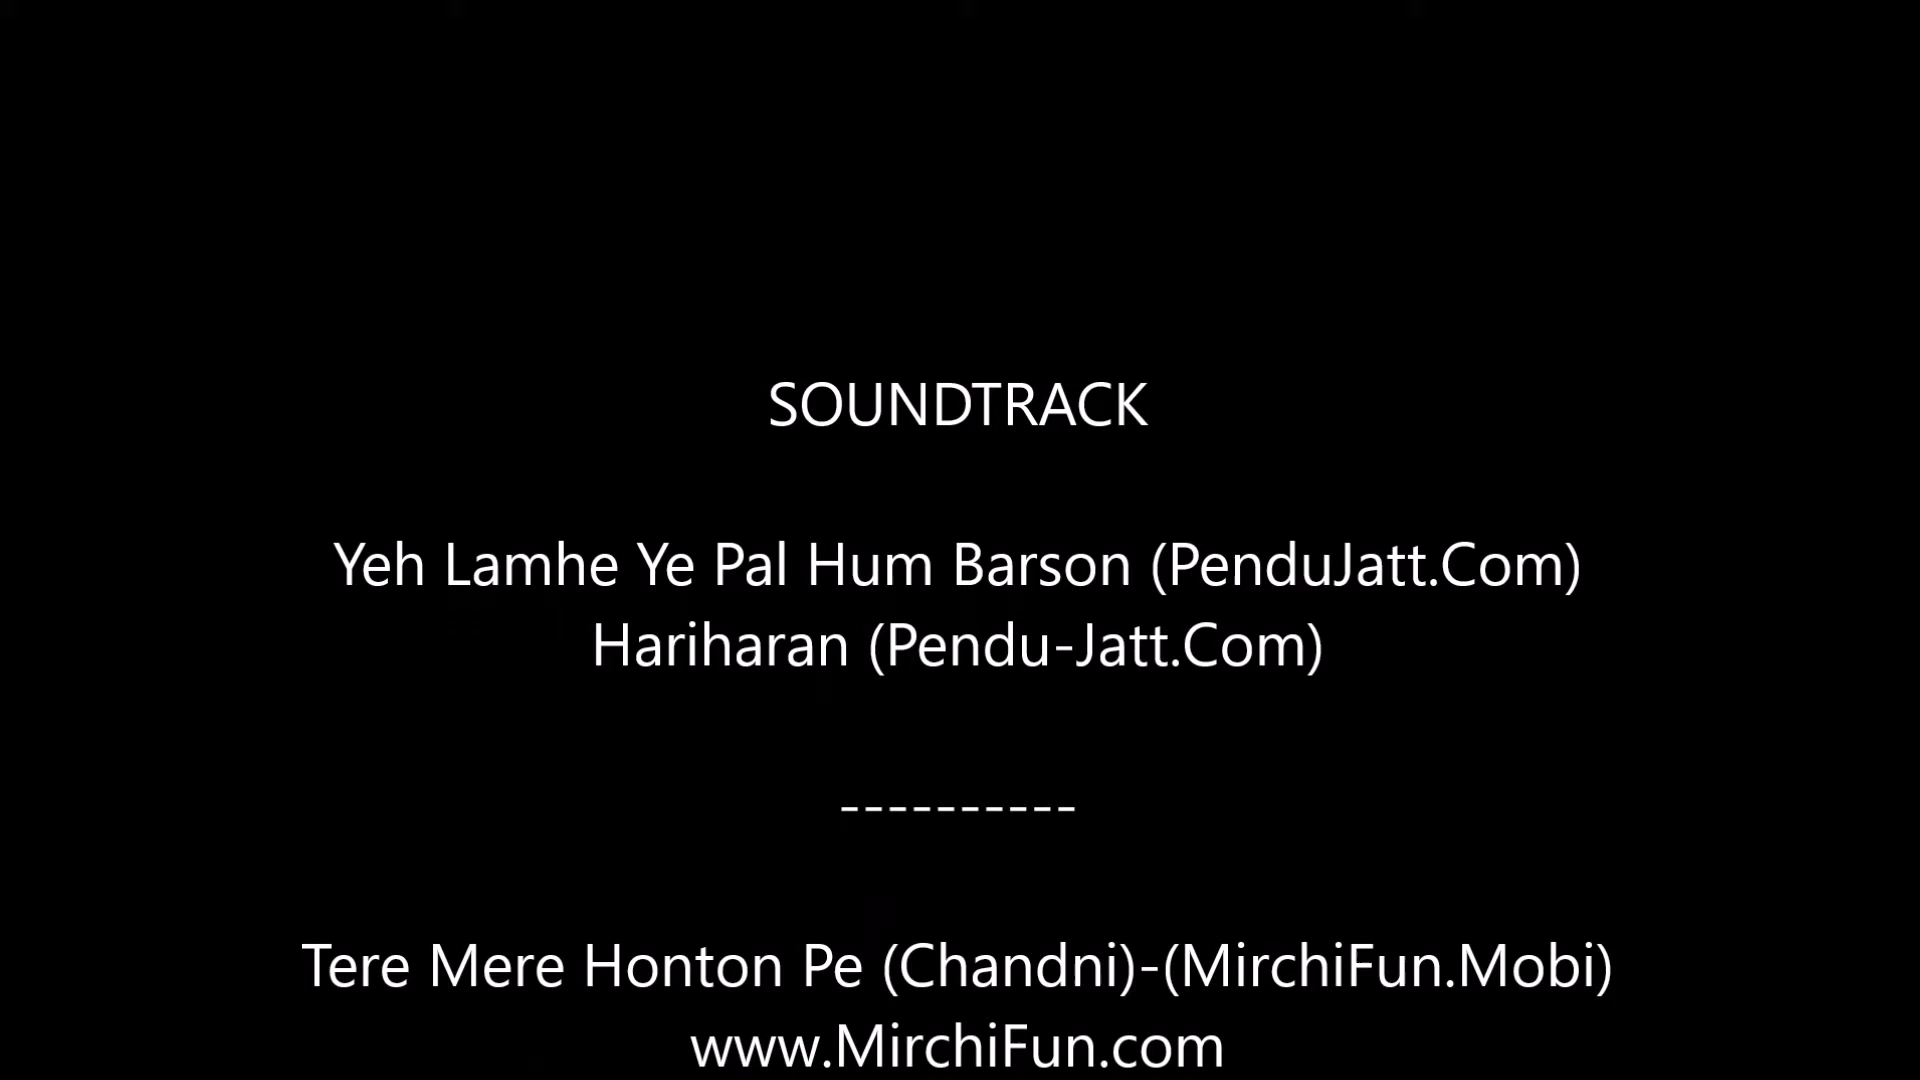 SOUNDTRACK
Yeh Lamhe Ye Pal Hum Barson (PenduJatt.Com)
Hariharan (Pendu-Jatt.Com)
----------
Tere Mere Honton Pe (Chandni)-(MirchiFun.Mobi)
www.MirchiFun.com